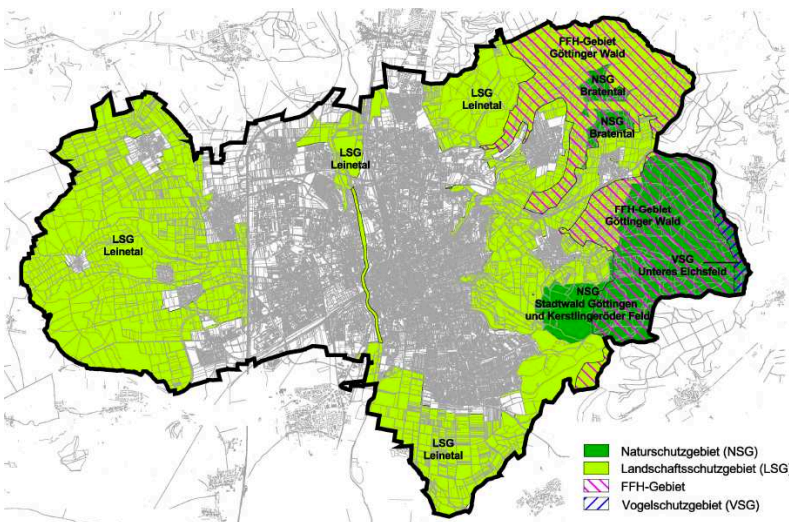 FFH-Gebiet
Göttinger Wald
NSG
Bratental
LSG
Leinetal
NSG
Bratental
LSG
Leinetal
FFH-Gebiet
Göttinger Wald
LSG
Leinetal
VSG
Unteres Eichsfeld
NSG
Stadtwald Göttingen
und Kerstlingeröder Feld
LSG
Leinetal
Naturschutzgebiet (NSG)
Landschaftsschutzgebiet (LSG)
FFH-Gebiet
Vogelschutzgebiet (VSG)